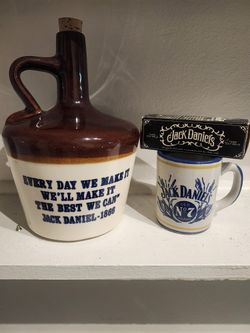 "EVERY DAY WE MAKE IT
WE'LL MAKE IT
THE BEST WE CAN"
JACK DANIEL-1866
Jack Daniel's
JACK DANIEL'S
OLD
No 7